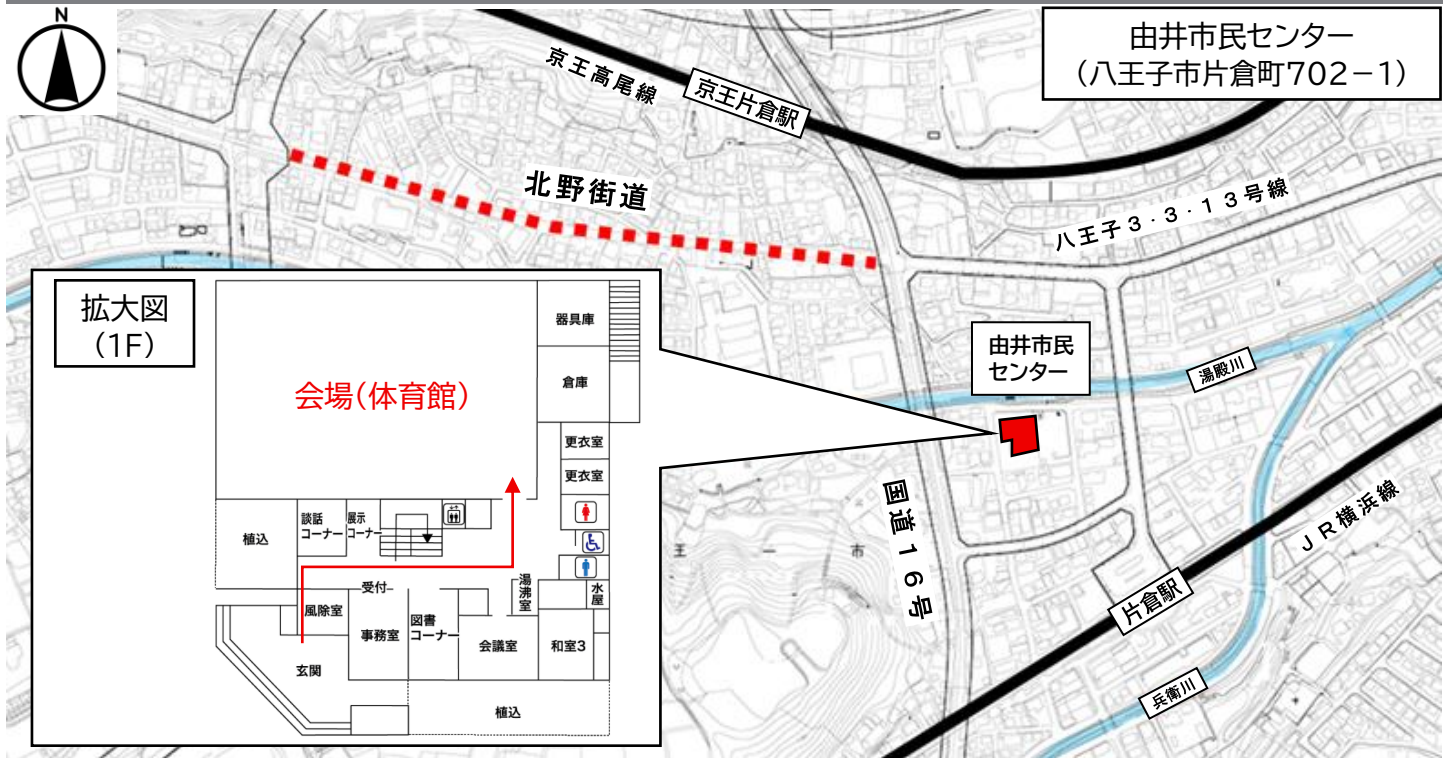 N
由井市民センター
(八王子市片倉町702-1)
京王高尾線
京王片倉駅
北野街道
八王子3・3・13号線
拡大図
(1F)
器具庫
会場(体育館)
倉庫
更衣室
更衣室
由井市民
センター
湯殿川
植込
談話
コーナー
展示
コーナー
国道16号
王
一
市
JR横浜線
受付
湯沸室
水屋
風除室
事務室
図書
コーナー
会議室
和室3
玄関
植込
片倉駅
兵衛川